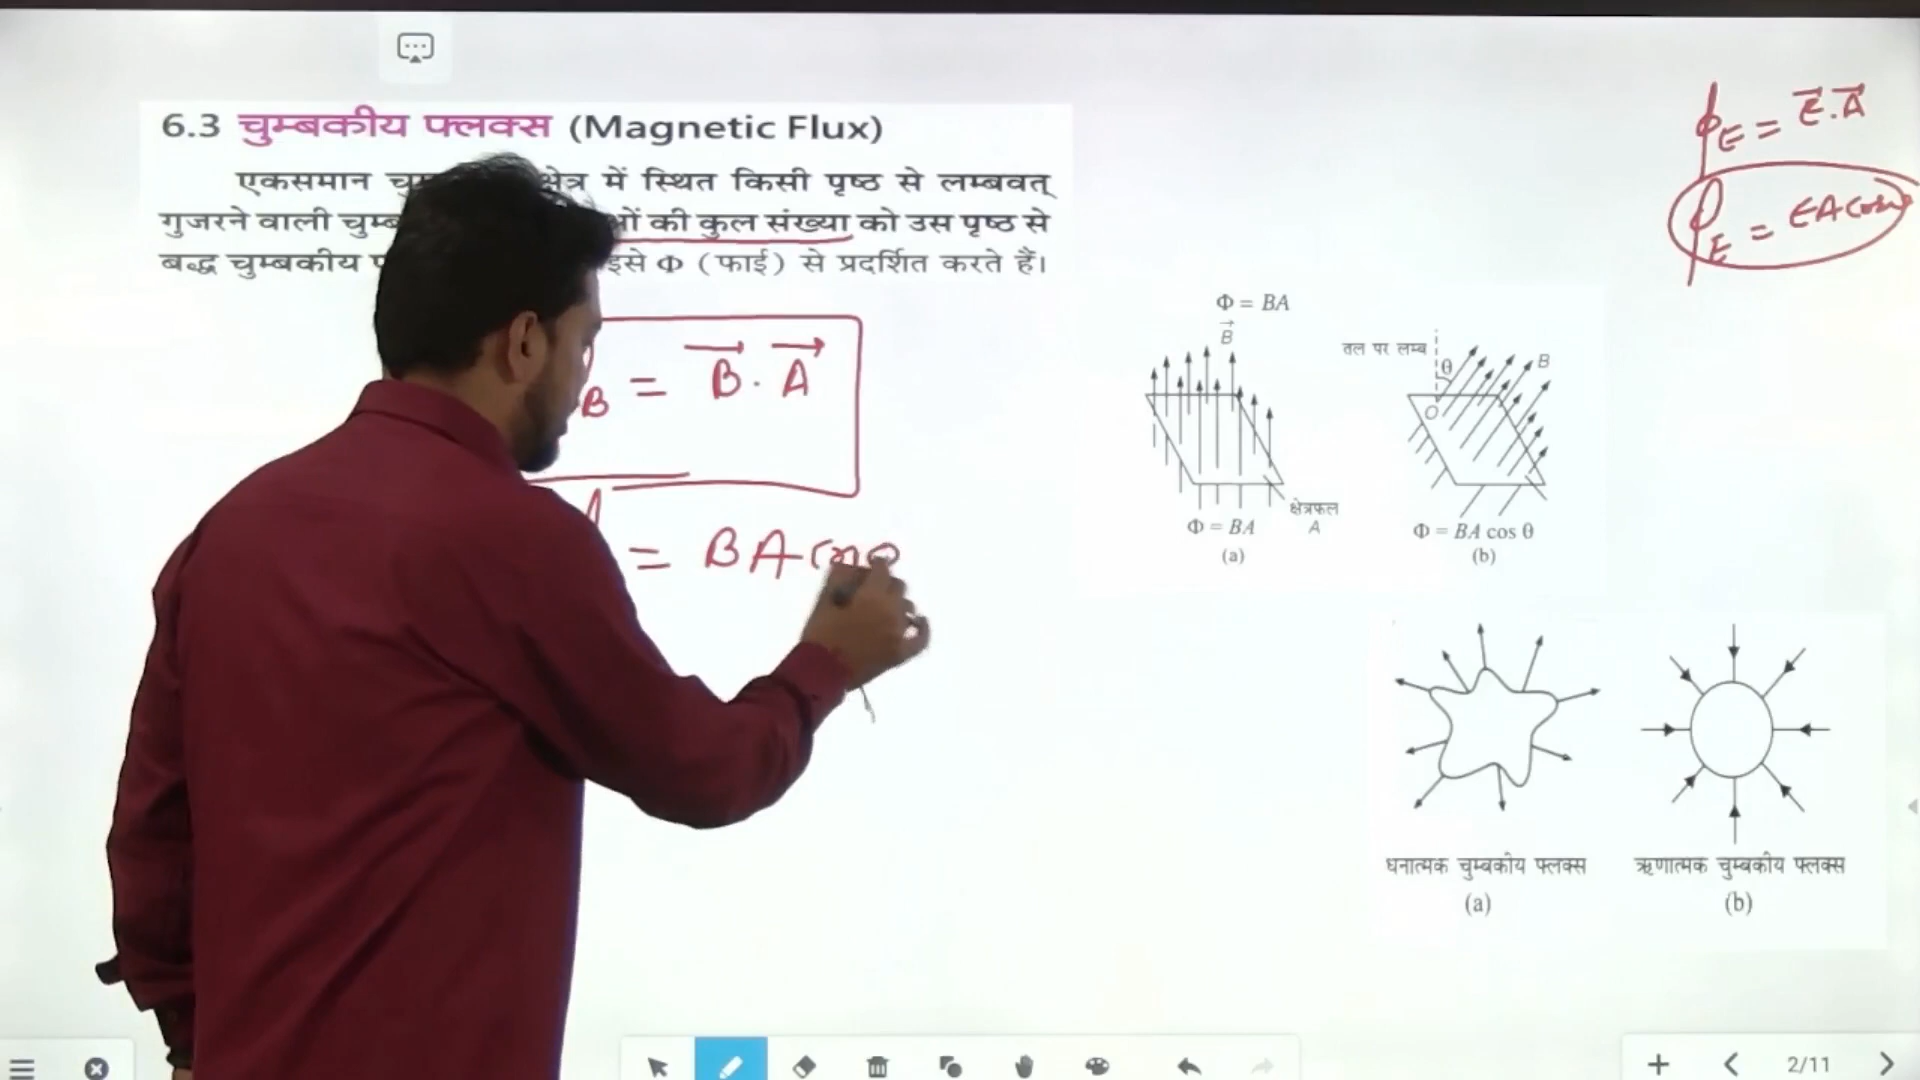 6.3 चुम्बकीय फ्लक्स (Magnetic Flux)
एकसमान क्षेत्र में स्थित किसी पृष्ठ से लम्बवत्
गुजरने वाली की कुल संख्या को उस पृष्ठ से
बद्ध चुम्बकीय इसे Φ (फाई) से प्रदर्शित करते हैं।
B = B⃗ . A⃗
= BA cosθ
ϕE = E⃗.A⃗
ϕE = EA cosθ
Φ = BA
B⃗
क्षेत्रफल
A
Φ = BA
(a)
तल पर लम्ब
θ
B
O
Φ = BA cos θ
(b)
धनात्मक चुम्बकीय फ्लक्स
(a)
ऋणात्मक चुम्बकीय फ्लक्स
(b)
2/11